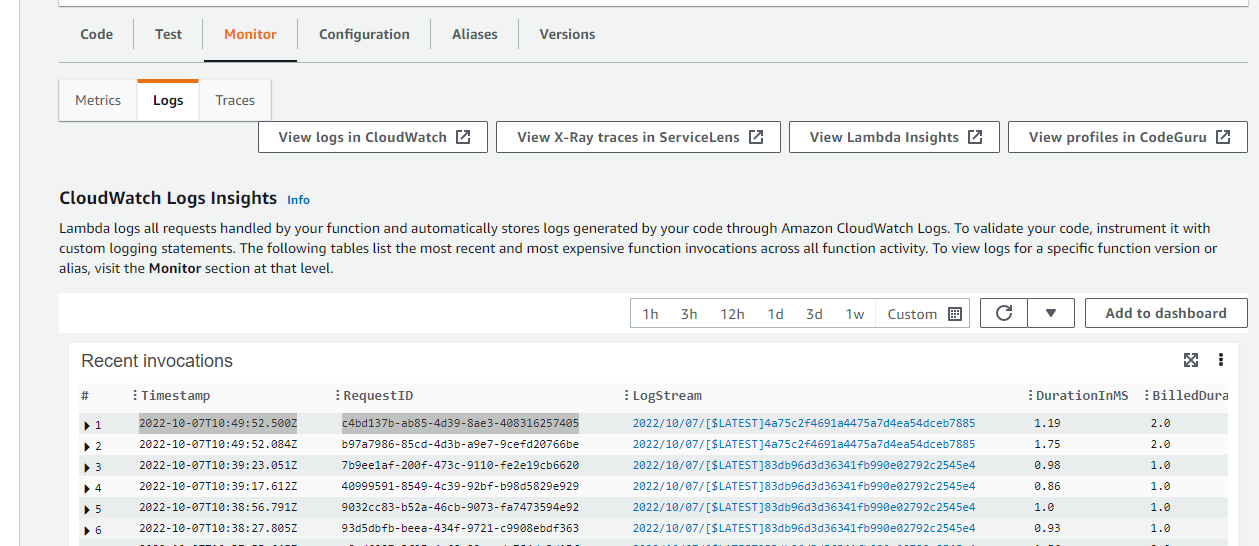 Code Test Monitor Configuration Aliases Versions
Metrics Logs Traces
View logs in CloudWatch View X-Ray traces in ServiceLens View Lambda Insights View profiles in CodeGuru
CloudWatch Logs Insights Info
Lambda logs all requests handled by your function and automatically stores logs generated by your code through Amazon CloudWatch Logs. To validate your code, instrument it with
custom logging statements. The following tables list the most recent and most expensive function invocations across all function activity. To view logs for a specific function version or
alias, visit the Monitor section at that level.
1h 3h 12h 1d 3d 1w Custom Add to dashboard
Recent invocations
# Timestamp RequestID LogStream DurationInMS BilledDura
1 2022-10-07T10:49:52.500Z c4bd137b-ab85-4d39-8ae3-408316257405 2022/10/07/[$LATEST]4a75c2f4691a4475a7d4ea54dceb7885 1.19 2.0
2 2022-10-07T10:49:52.084Z b97a7986-85cd-4d3b-a9e7-9cefd20766be 2022/10/07/[$LATEST]4a75c2f4691a4475a7d4ea54dceb7885 1.75 2.0
3 2022-10-07T10:39:23.051Z 7b9ee1af-200f-473c-9110-fe2e19cb6620 2022/10/07/[$LATEST]83db96d3d36341fb990e02792c2545e4 0.98 1.0
4 2022-10-07T10:39:17.612Z 40999591-8549-4c39-92bf-b98d5829e929 2022/10/07/[$LATEST]83db96d3d36341fb990e02792c2545e4 0.86 1.0
5 2022-10-07T10:38:56.791Z 9032cc83-b52a-46cb-9073-fa7473594e92 2022/10/07/[$LATEST]83db96d3d36341fb990e02792c2545e4 1.0 1.0
6 2022-10-07T10:38:27.805Z 93d5dbfb-beea-434f-9721-c9908ebdf363 2022/10/07/[$LATEST]83db96d3d36341fb990e02792c2545e4 0.93 1.0